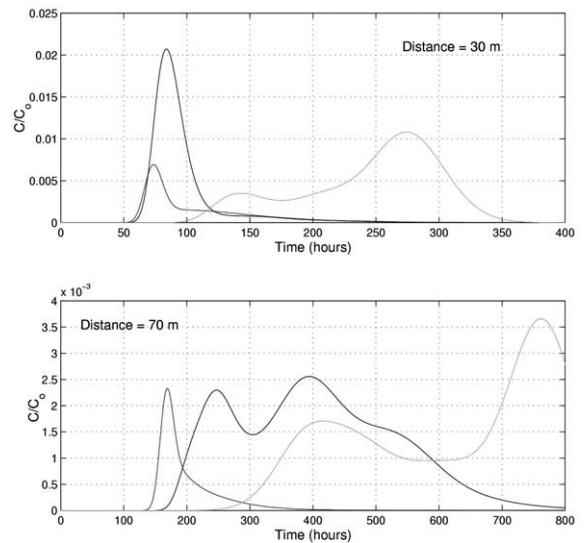 0.025
0.02
0.015
0.01
0.005
0
C/Co
Distance = 30 m
0 50 100 150 200 250 300 350 400
Time (hours)
x 10⁻³
4
3.5
3
2.5
2
1.5
1
0.5
0
C/Co
Distance = 70 m
0 100 200 300 400 500 600 700 800
Time (hours)